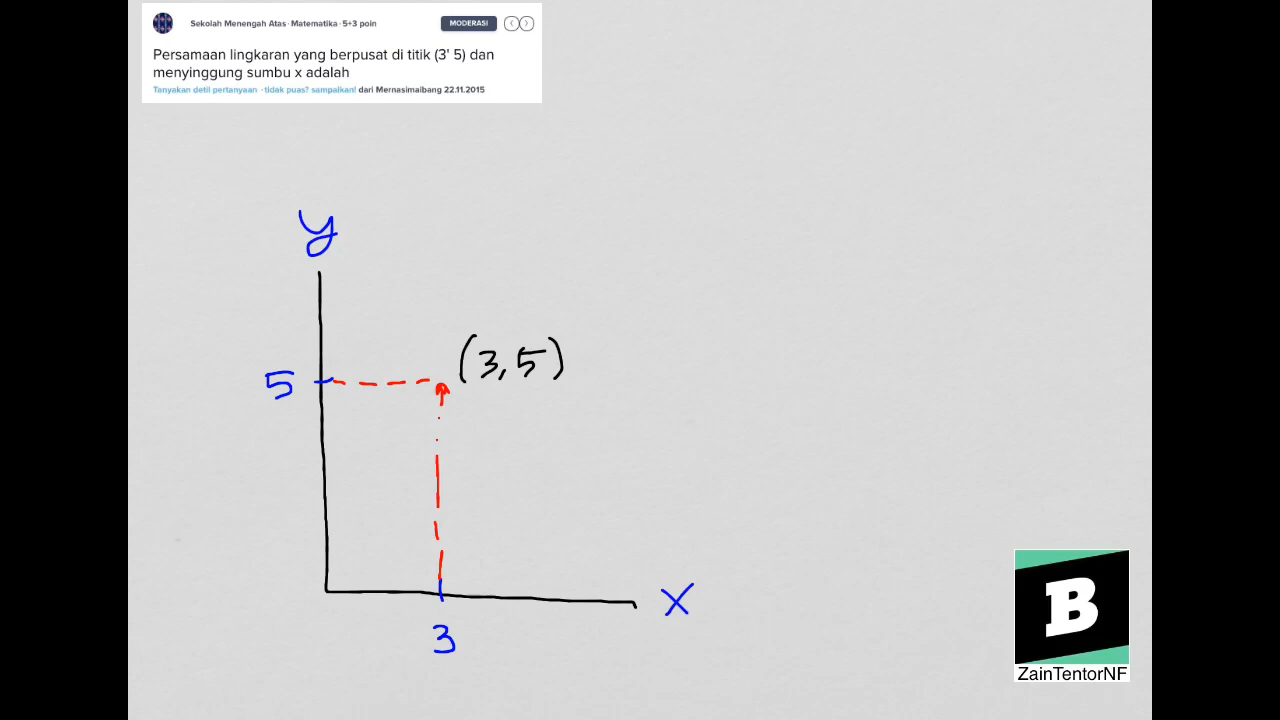 Sekolah Menengah Atas · Matematika · 5+3 poin
MODERASI
Persamaan lingkaran yang berpusat di titik (3' 5) dan
menyinggung sumbu x adalah
Tanyakan detil pertanyaan · tidak puas? sampaikan! dari Mernasimaibang 22.11.2015
y
(3,5)
5
x
3
B
ZainTentorNF